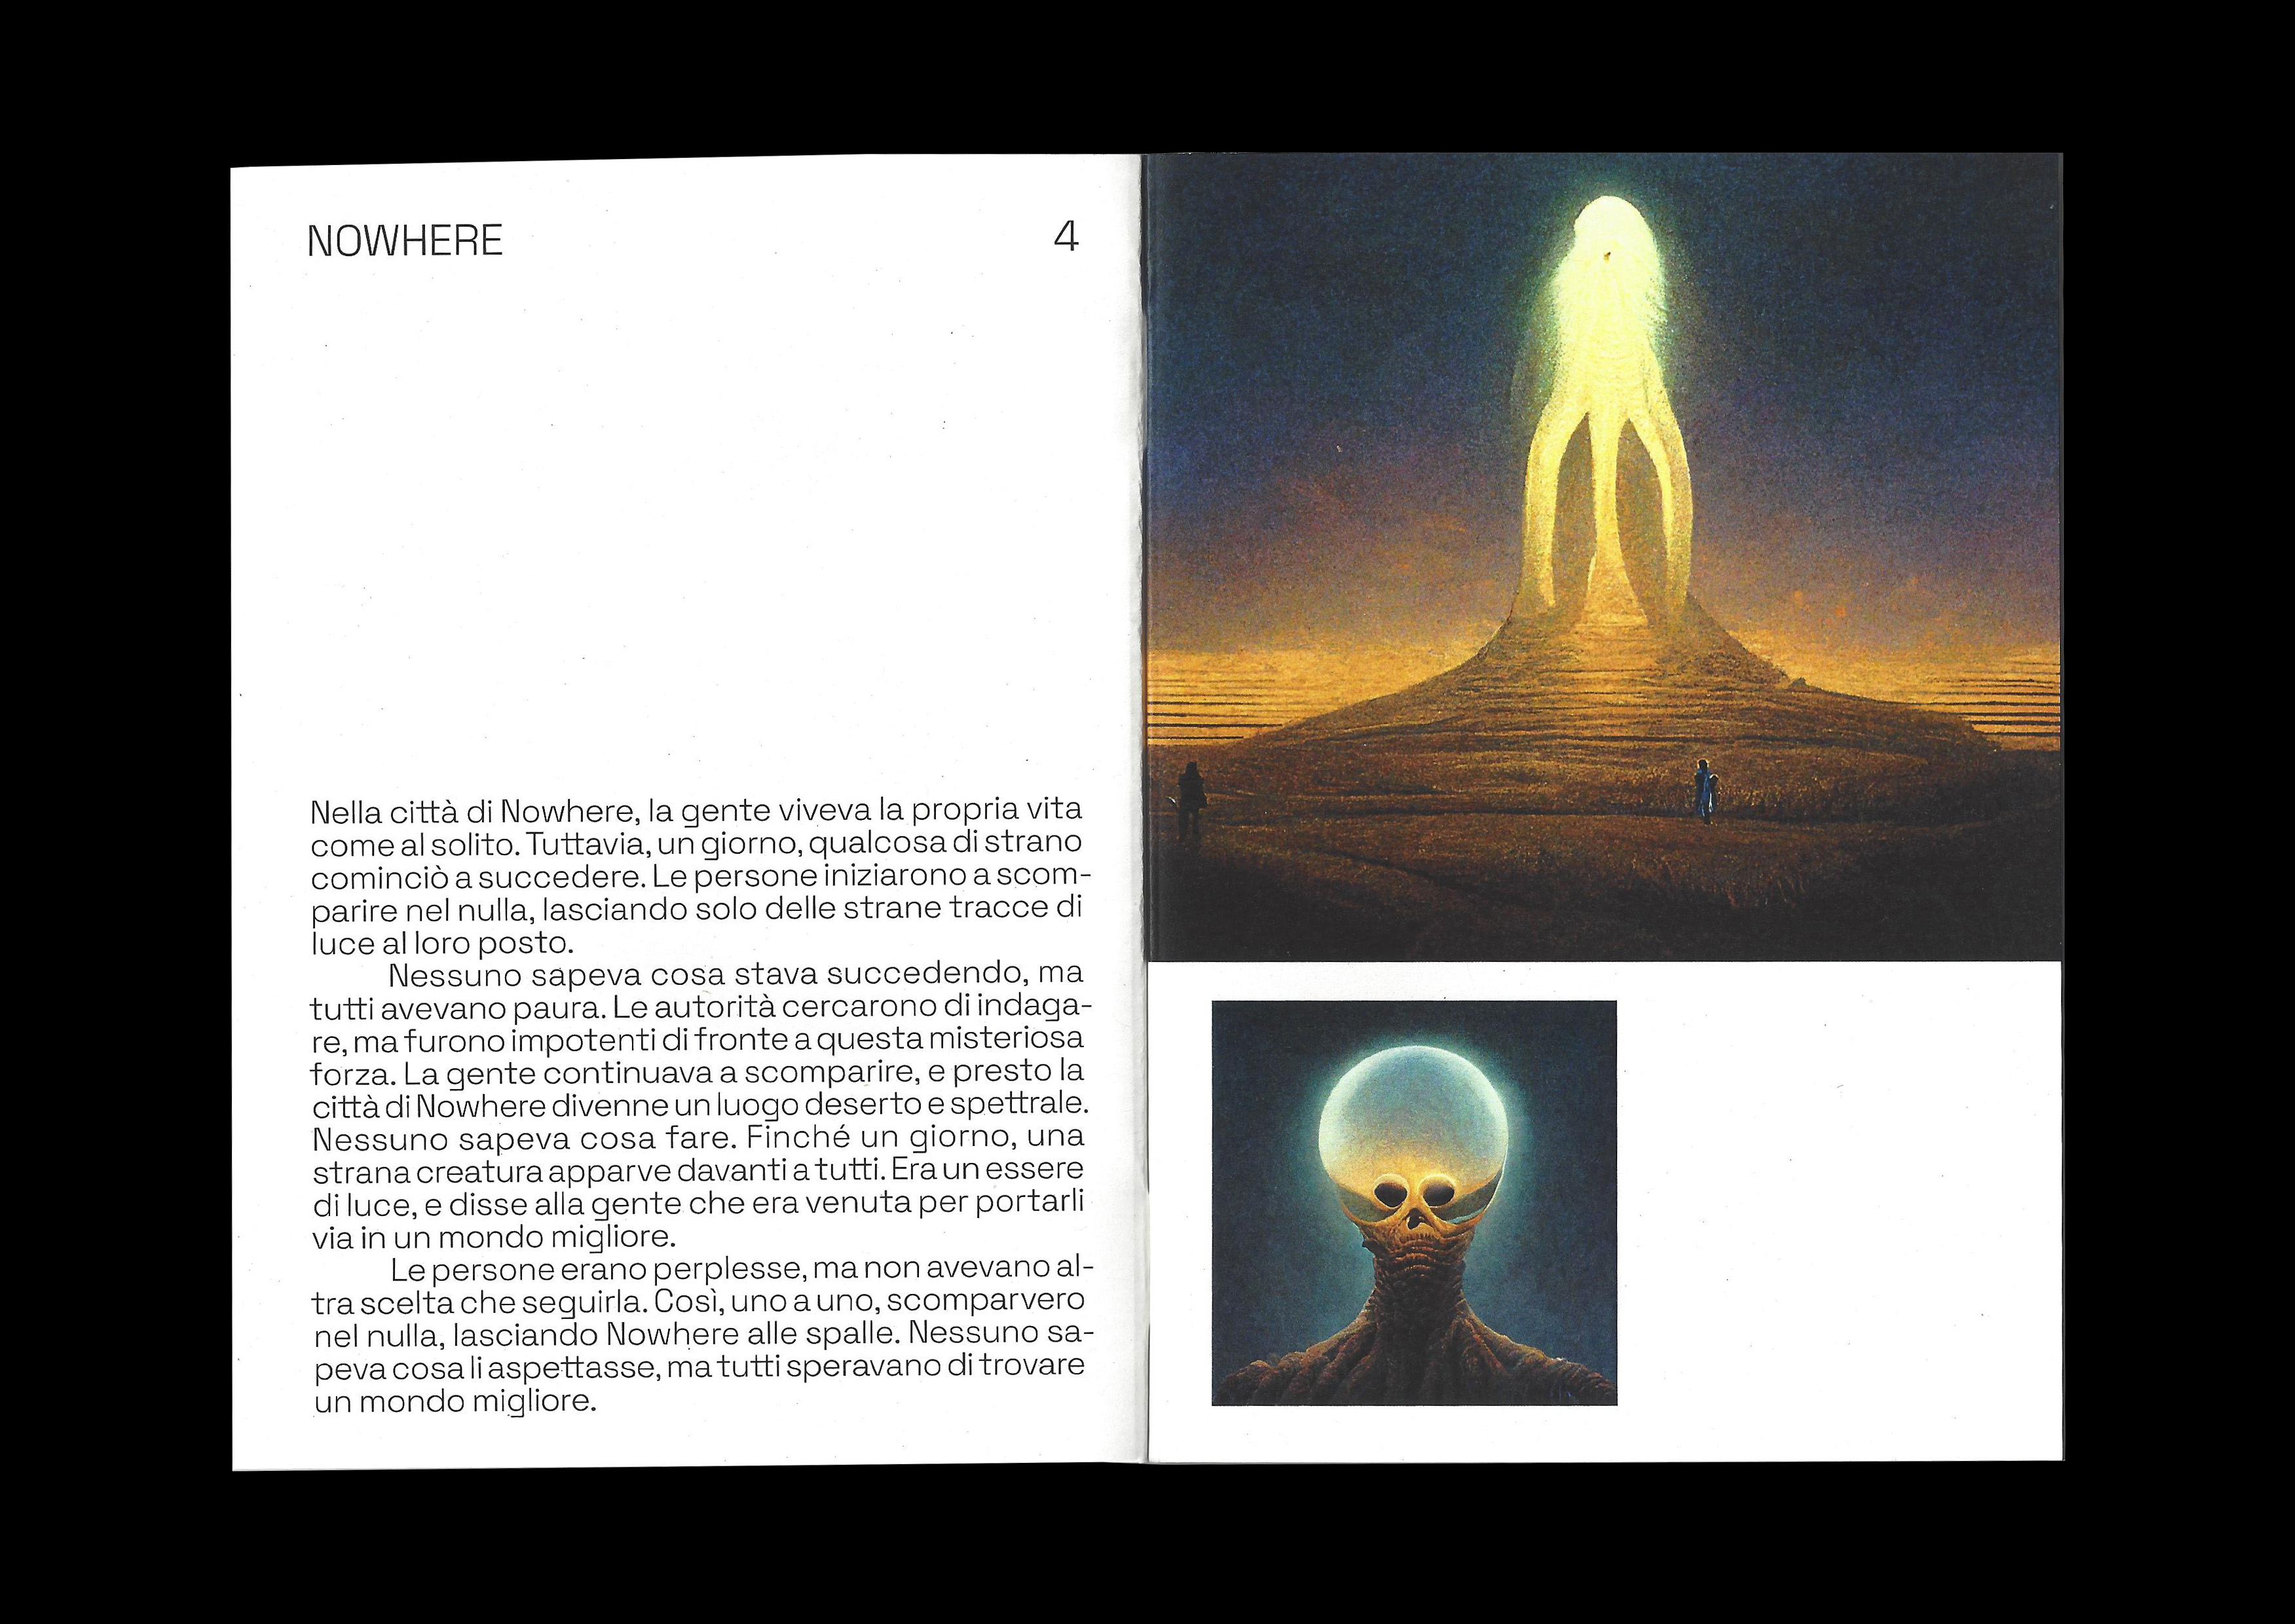 NOWHERE 4
Nella città di Nowhere, la gente viveva la propria vita
come al solito. Tuttavia, un giorno, qualcosa di strano
cominciò a succedere. Le persone iniziarono a scom-
parire nel nulla, lasciando solo delle strane tracce di
luce al loro posto.
Nessuno sapeva cosa stava succedendo, ma
tutti avevano paura. Le autorità cercarono di indaga-
re, ma furono impotenti di fronte a questa misteriosa
forza. La gente continuava a scomparire, e presto la
città di Nowhere divenne un luogo deserto e spettrale.
Nessuno sapeva cosa fare. Finché un giorno, una
strana creatura apparve davanti a tutti. Era un essere
di luce, e disse alla gente che era venuta per portarli
via in un mondo migliore.
Le persone erano perplesse, ma non avevano al-
tra scelta che seguirla. Così, uno a uno, scomparvero
nel nulla, lasciando Nowhere alle spalle. Nessuno sa-
peva cosa li aspettasse, ma tutti speravano di trovare
un mondo migliore.